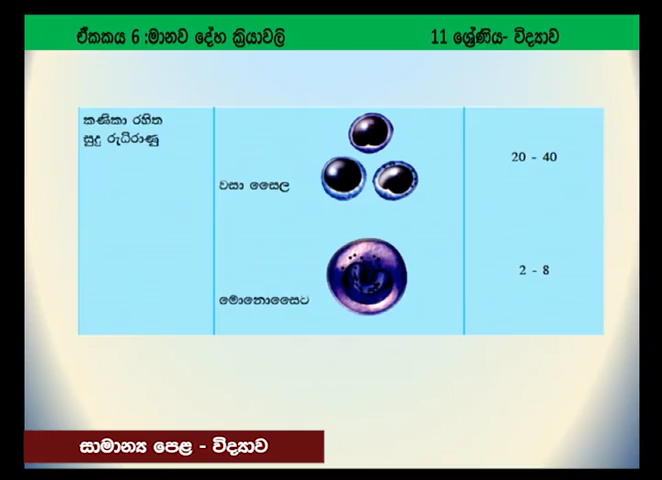 ඒකකය 6 :මානව දේහ ක්‍රියාවලි
11 ශ්‍රේණිය- විද්‍යාව
කණිකා රහිත
සුදු රුධිරාණු
20 - 40
වසා සෛල
2 - 8
මොනොසෛට
සාමාන්‍ය පෙළ - විද්‍යාව